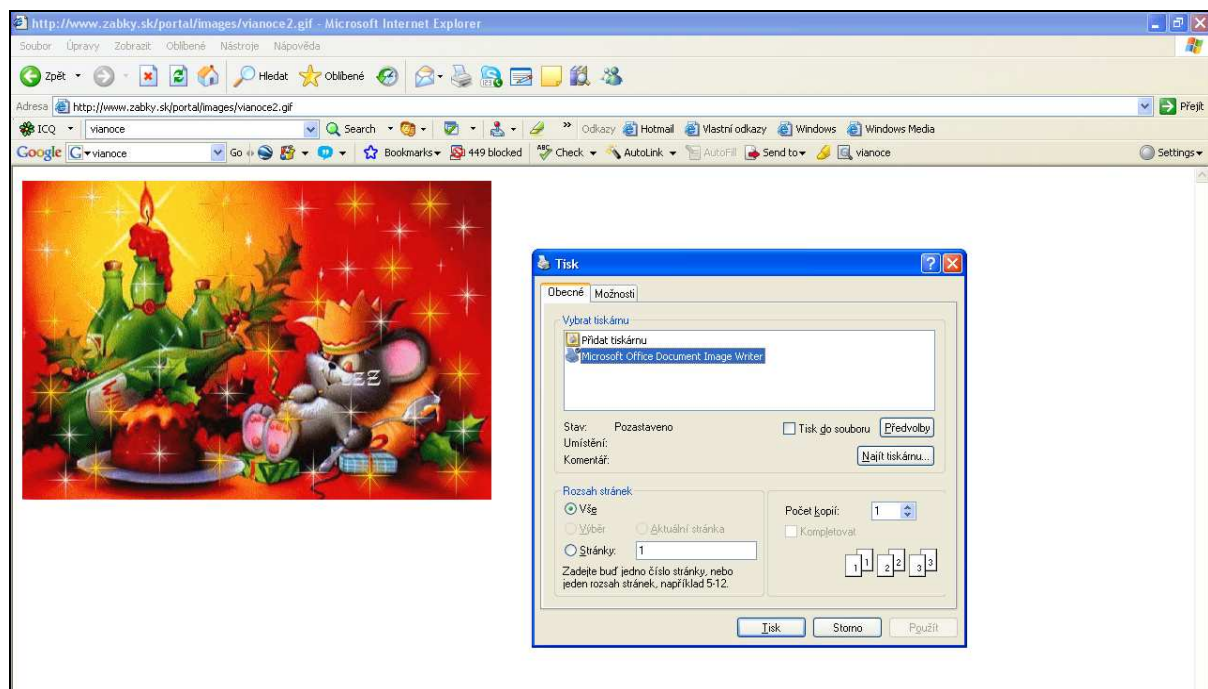 http://www.zabky.sk/portal/images/vianoce2.gif - Microsoft Internet Explorer
Soubor Úpravy Zobrazit Oblíbené Nástroje Nápověda
Zpět Hledat Oblíbené
Adresa http://www.zabky.sk/portal/images/vianoce2.gif Přejít
ICQ vianoce Search » Odkazy Hotmail Vlastní odkazy Windows Windows Media
Google G vianoce Go Bookmarks 449 blocked ABC Check AutoLink AutoFill Send to vianoce Settings
zzZ
Tisk
Obecné Možnosti
Vybrat tiskárnu
Přidat tiskárnu
Microsoft Office Document Image Writer
Stav: Pozastaveno
Umístění:
Komentář:
Tisk do souboru Předvolby
Najít tiskárnu...
Rozsah stránek
Vše
Výběr Aktuální stránka
Stránky: 1
Zadejte buď jedno číslo stránky, nebo
jeden rozsah stránek, například 5-12.
Počet kopií: 1
Kompletovat
1 1 2 2 3 3
Tisk Storno Použít